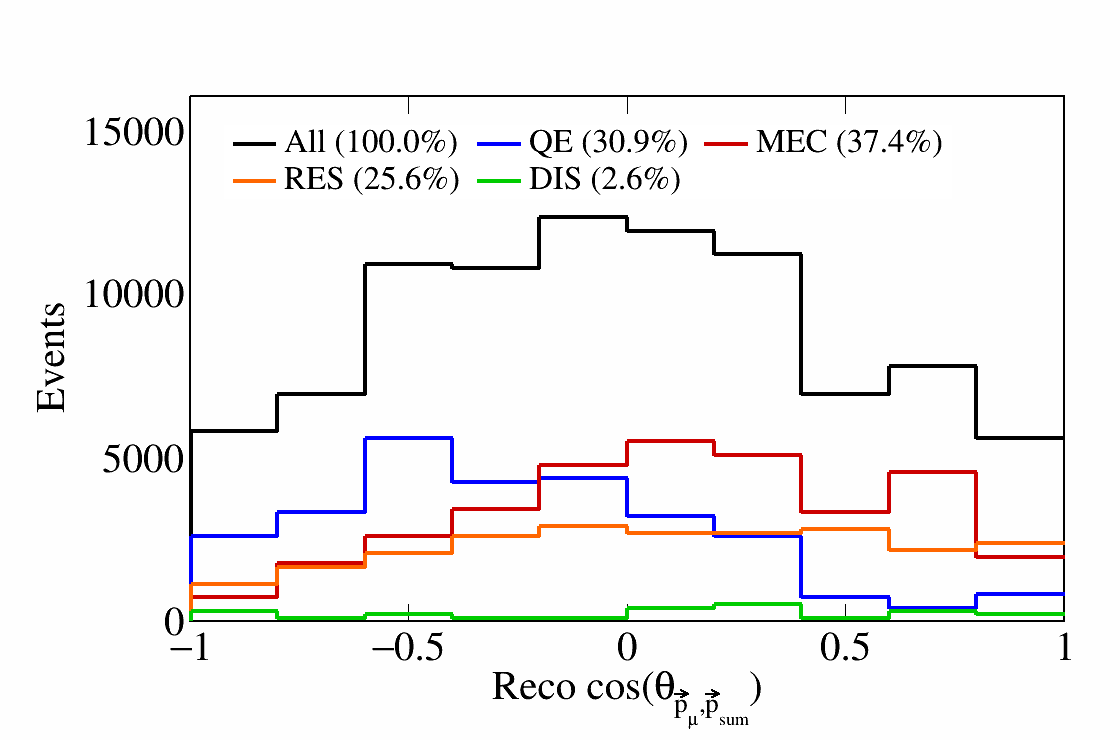 15000
10000
5000
0
Events
All (100.0%) QE (30.9%) MEC (37.4%)
RES (25.6%) DIS (2.6%)
−1 −0.5 0 0.5 1
Reco cos(θp⃗μ,p⃗sum)